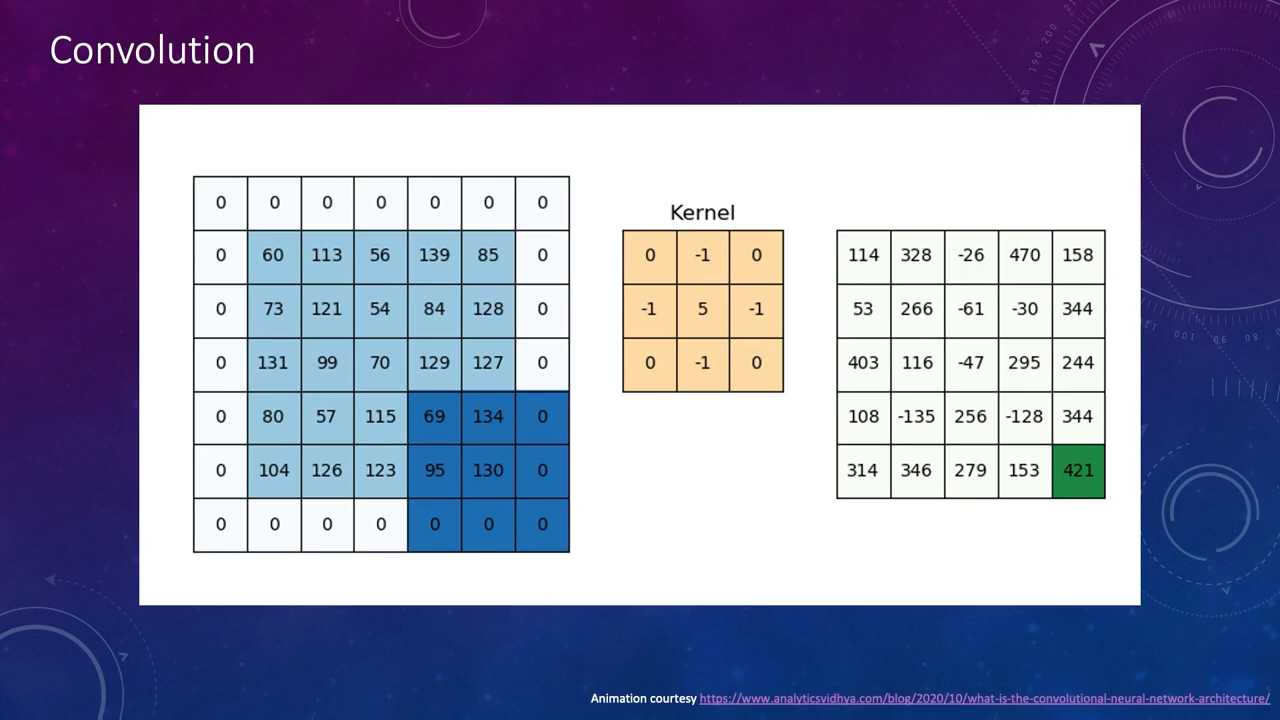 Convolution
0 0 0 0 0 0 0
0 60 113 56 139 85 0
0 73 121 54 84 128 0
0 131 99 70 129 127 0
0 80 57 115 69 134 0
0 104 126 123 95 130 0
0 0 0 0 0 0 0
Kernel
0 -1 0
-1 5 -1
0 -1 0
114 328 -26 470 158
53 266 -61 -30 344
403 116 -47 295 244
108 -135 256 -128 344
314 346 279 153 421
Animation courtesy https://www.analyticsvidhya.com/blog/2020/10/what-is-the-convolutional-neural-network-architecture/